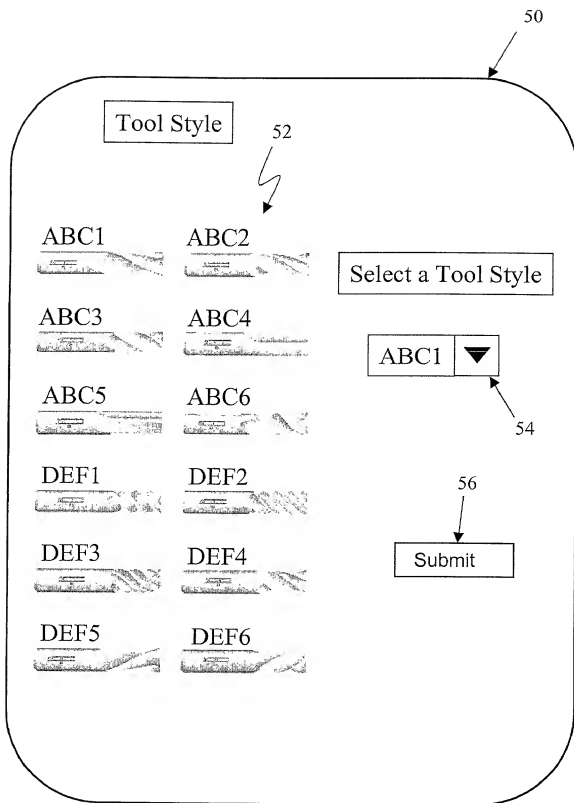 50
Tool Style
52
ABC1 ABC2
Select a Tool Style
ABC3 ABC4
ABC1
ABC5 ABC6
54
DEF1 DEF2
56
DEF3 DEF4
Submit
DEF5 DEF6